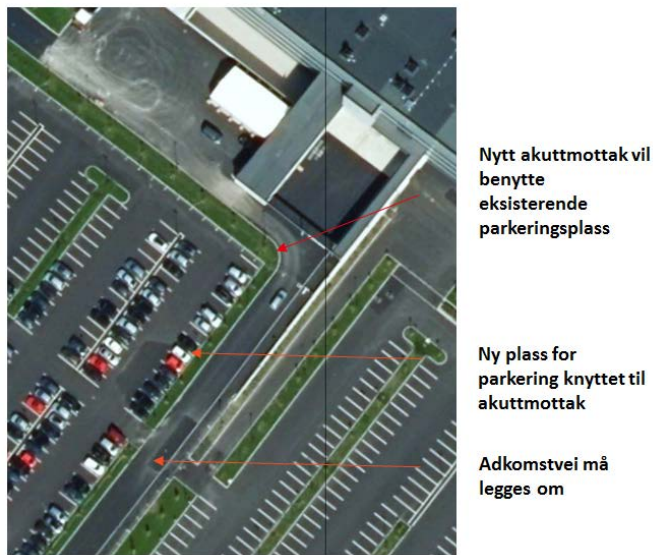 Nytt akuttmottak vil
benytte
eksisterende
parkeringsplass
Ny plass for
parkering knyttet til
akuttmottak
Adkomstvei må
legges om